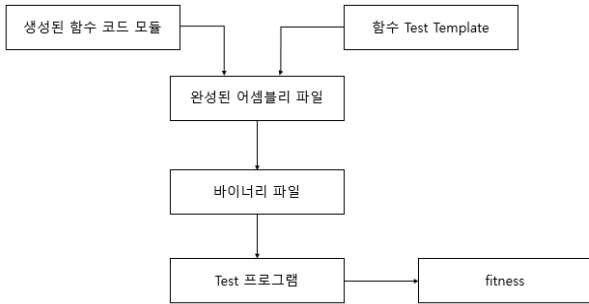 생성된 함수 코드 모듈
함수 Test Template
완성된 어셈블리 파일
바이너리 파일
Test 프로그램
fitness